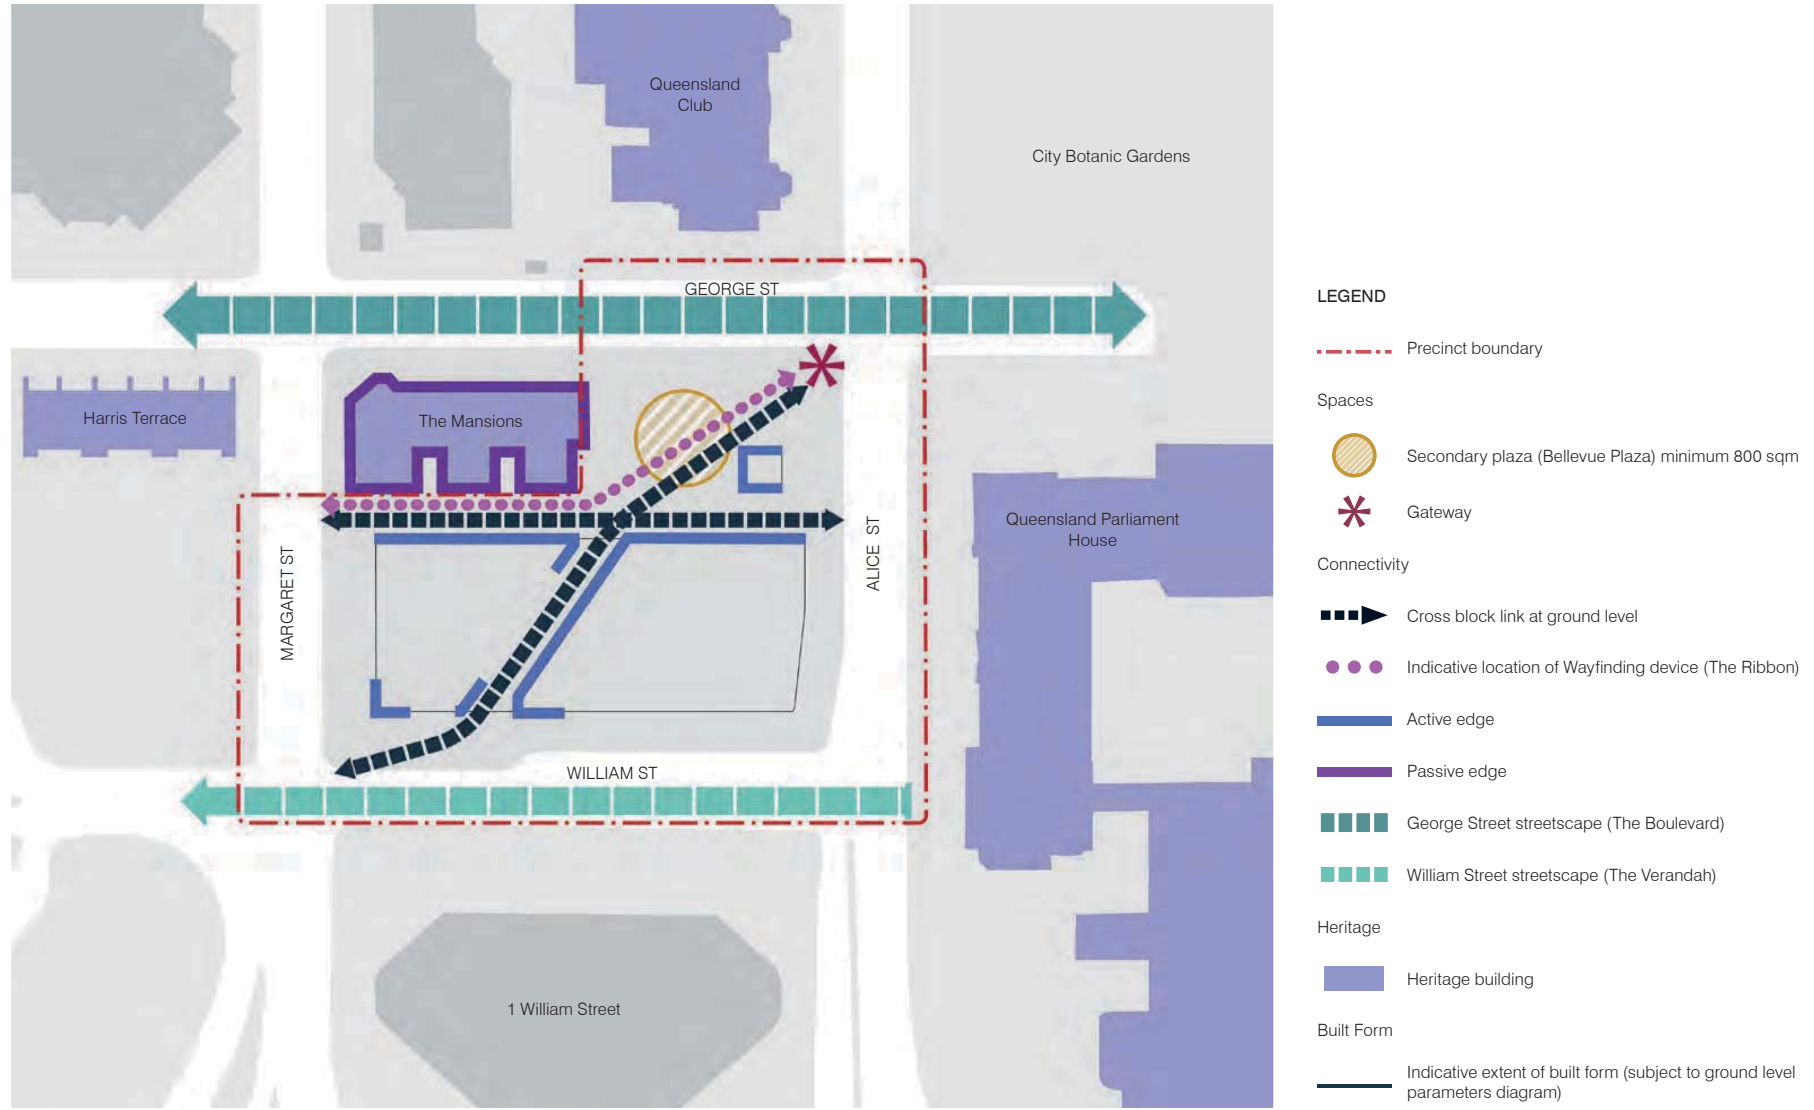 Queensland
Club
City Botanic Gardens
GEORGE ST
Harris Terrace
The Mansions
Queensland Parliament
House
MARGARET ST
ALICE ST
WILLIAM ST
1 William Street
LEGEND
Precinct boundary
Spaces
Secondary plaza (Bellevue Plaza) minimum 800 sqm
Gateway
Connectivity
Cross block link at ground level
Indicative location of Wayfinding device (The Ribbon)
Active edge
Passive edge
George Street streetscape (The Boulevard)
William Street streetscape (The Verandah)
Heritage
Heritage building
Built Form
Indicative extent of built form (subject to ground level
parameters diagram)